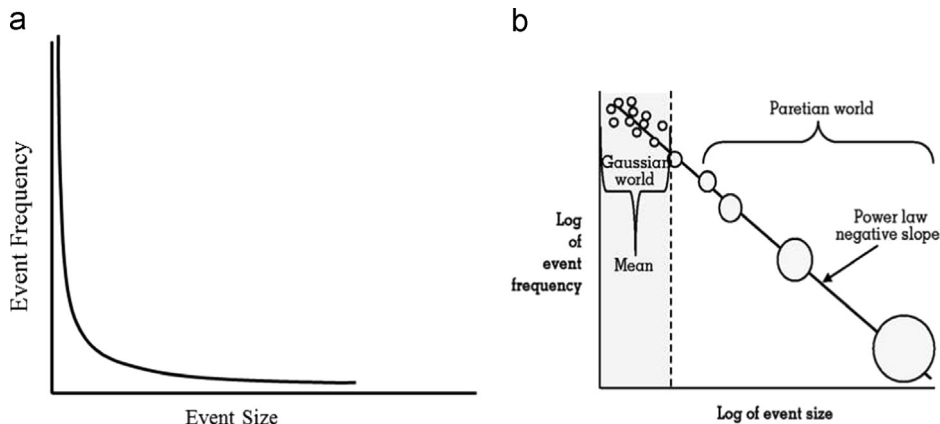 a
Event Frequency
Event Size
b
Paretian world
Gaussian
world
Mean
Power law
negative slope
Log
of
event
frequency
Log of event size